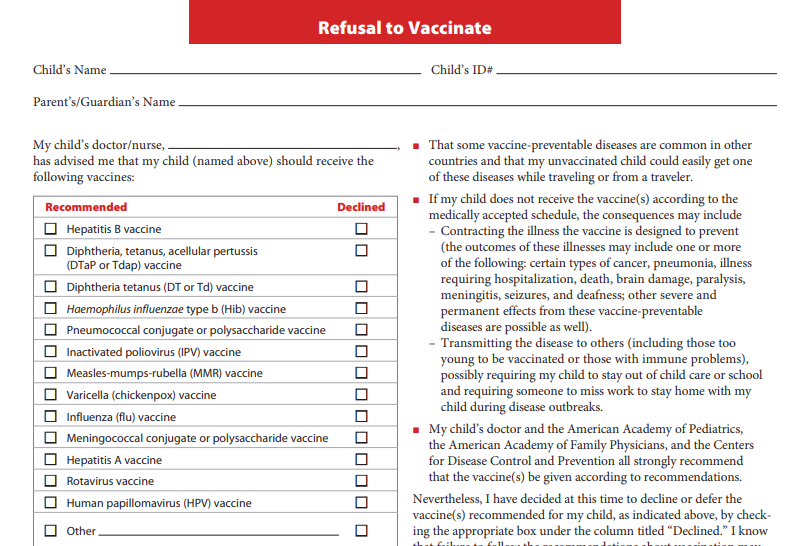 Refusal to Vaccinate
Child's Name
Child's ID#
Parent's/Guardian's Name
My child's doctor/nurse, ,
has advised me that my child (named above) should receive the
following vaccines:
Recommended Declined
Hepatitis B vaccine
Diphtheria, tetanus, acellular pertussis
(DTaP or Tdap) vaccine
Diphtheria tetanus (DT or Td) vaccine
Haemophilus influenzae type b (Hib) vaccine
Pneumococcal conjugate or polysaccharide vaccine
Inactivated poliovirus (IPV) vaccine
Measles-mumps-rubella (MMR) vaccine
Varicella (chickenpox) vaccine
Influenza (flu) vaccine
Meningococcal conjugate or polysaccharide vaccine
Hepatitis A vaccine
Rotavirus vaccine
Human papillomavirus (HPV) vaccine
Other
■ That some vaccine-preventable diseases are common in other
countries and that my unvaccinated child could easily get one
of these diseases while traveling or from a traveler.
■ If my child does not receive the vaccine(s) according to the
medically accepted schedule, the consequences may include
– Contracting the illness the vaccine is designed to prevent
(the outcomes of these illnesses may include one or more
of the following: certain types of cancer, pneumonia, illness
requiring hospitalization, death, brain damage, paralysis,
meningitis, seizures, and deafness; other severe and
permanent effects from these vaccine-preventable
diseases are possible as well).
– Transmitting the disease to others (including those too
young to be vaccinated or those with immune problems),
possibly requiring my child to stay out of child care or school
and requiring someone to miss work to stay home with my
child during disease outbreaks.
■ My child's doctor and the American Academy of Pediatrics,
the American Academy of Family Physicians, and the Centers
for Disease Control and Prevention all strongly recommend
that the vaccine(s) be given according to recommendations.
Nevertheless, I have decided at this time to decline or defer the
vaccine(s) recommended for my child, as indicated above, by check-
ing the appropriate box under the column titled “Declined.” I know